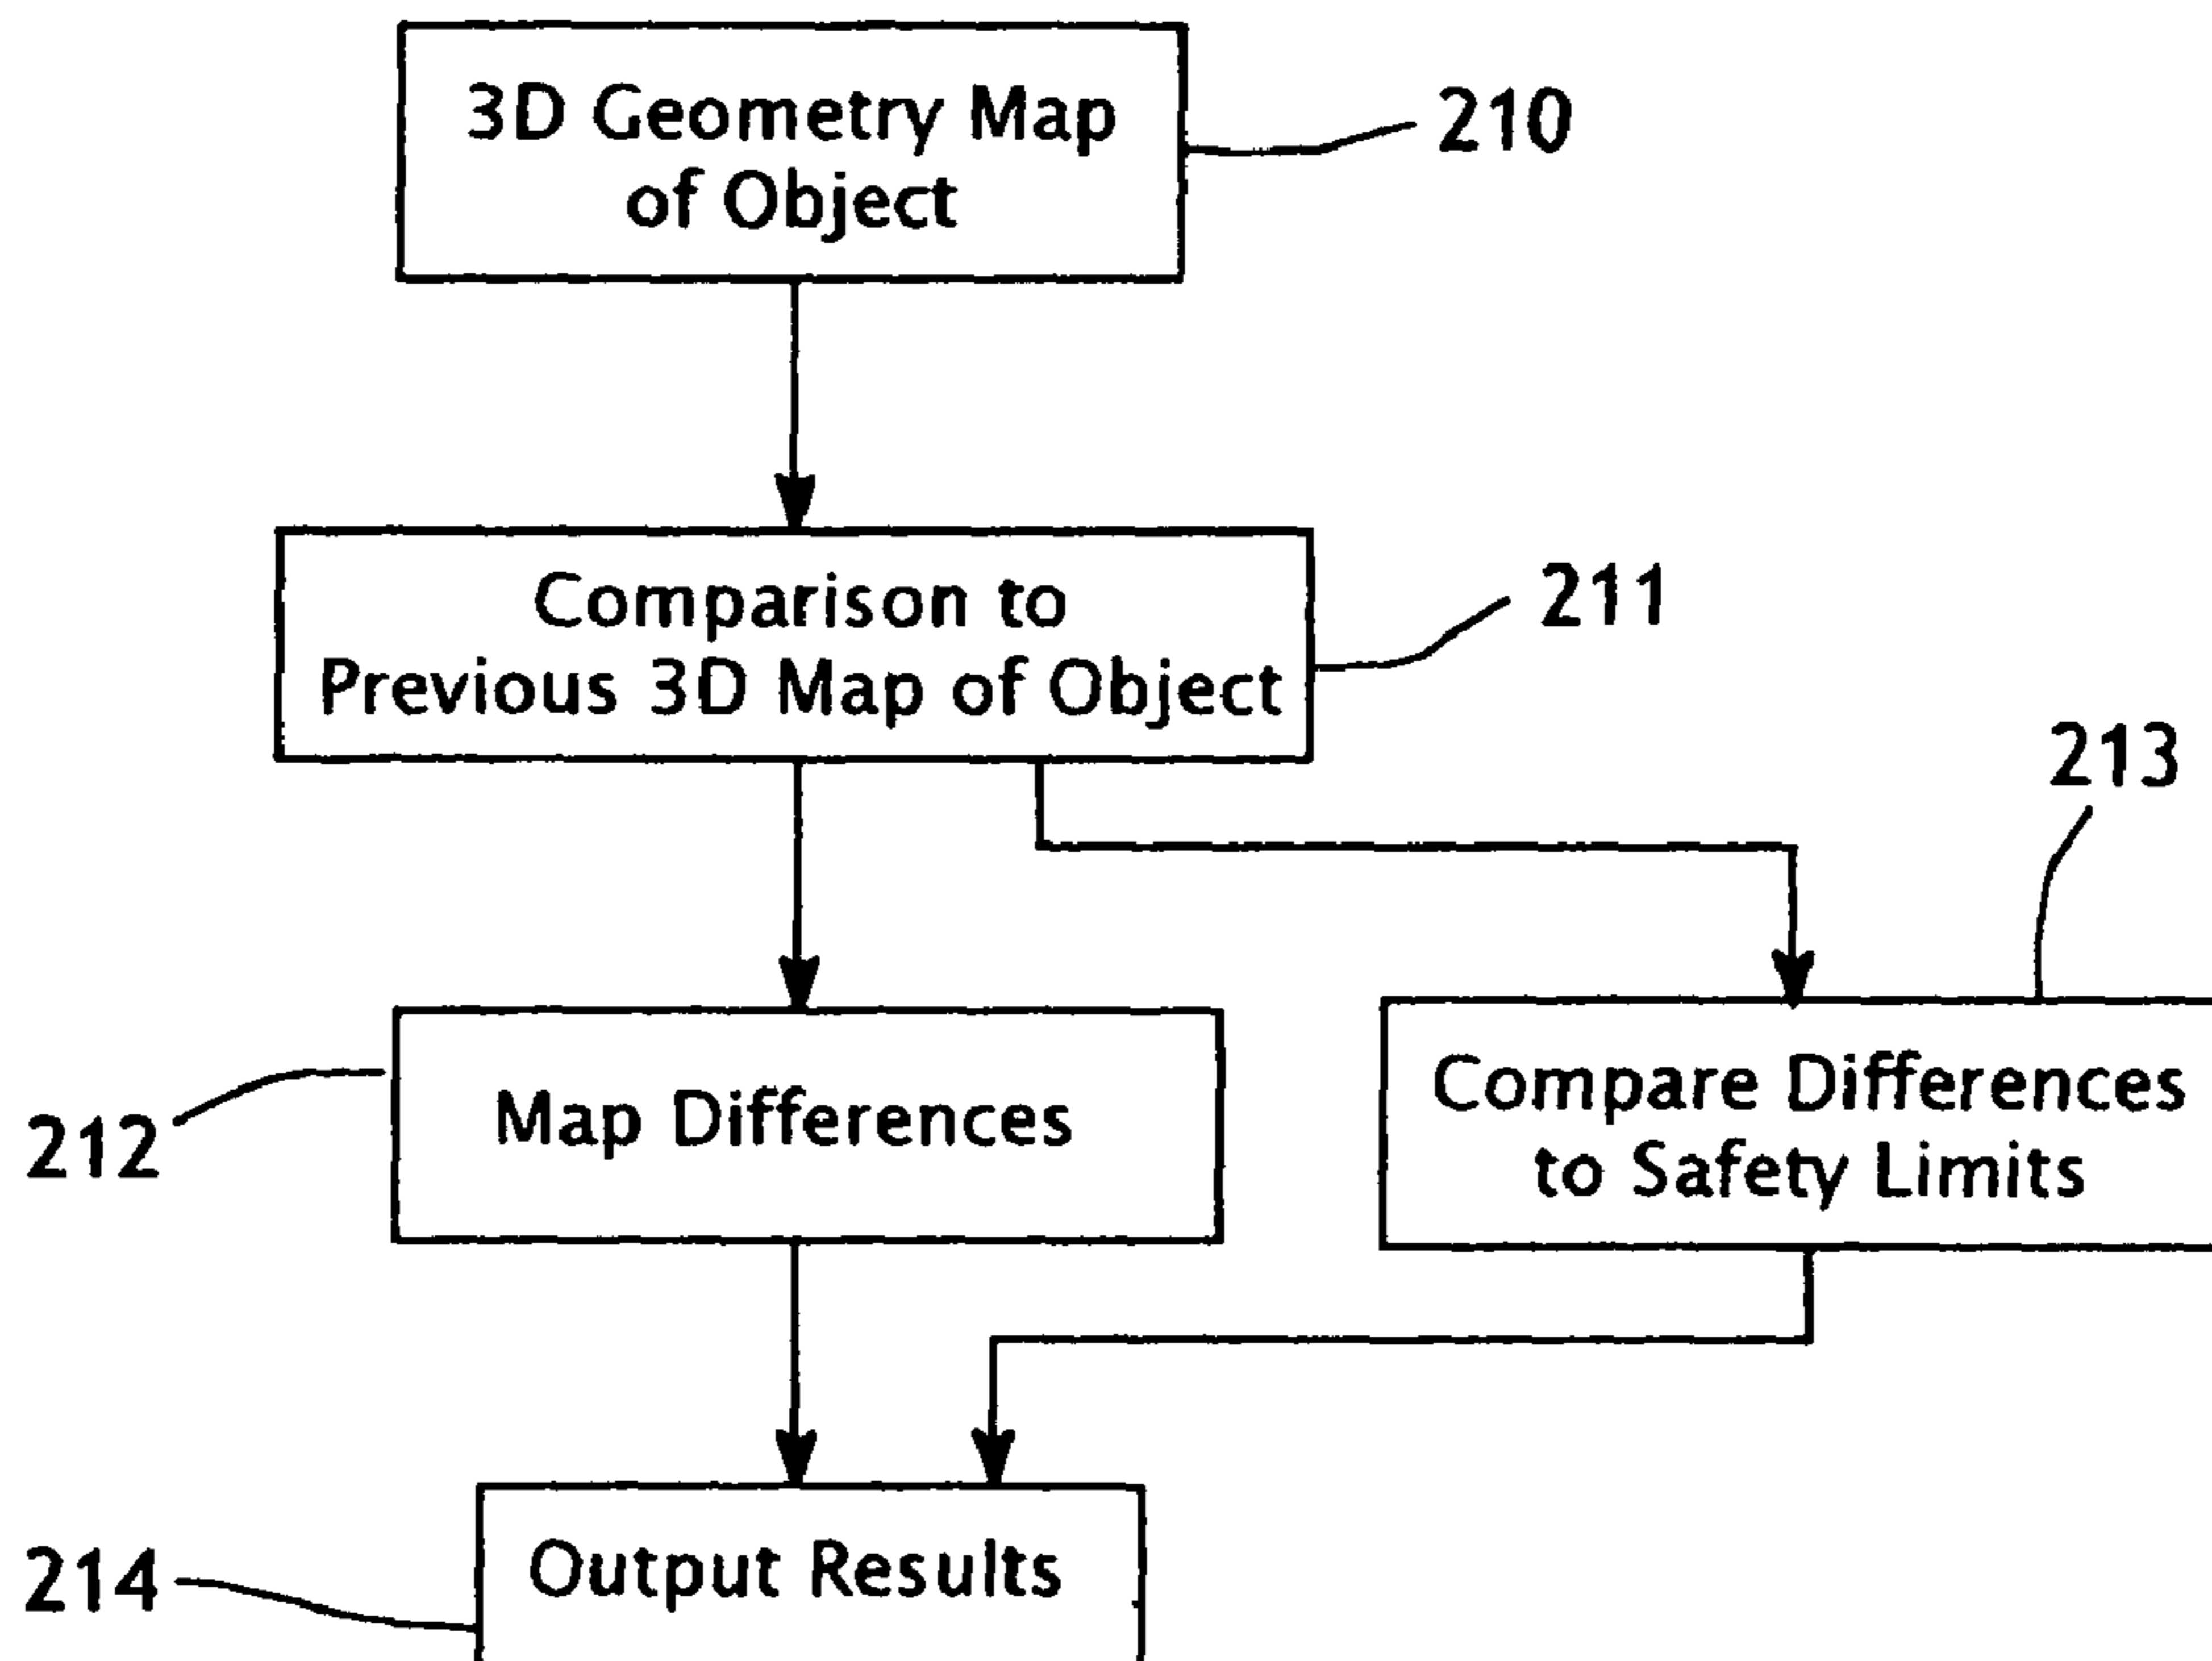 3D Geometry Map
of Object
210
Comparison to
Previous 3D Map of Object
211
213
Map Differences
212
Compare Differences
to Safety Limits
Output Results
214